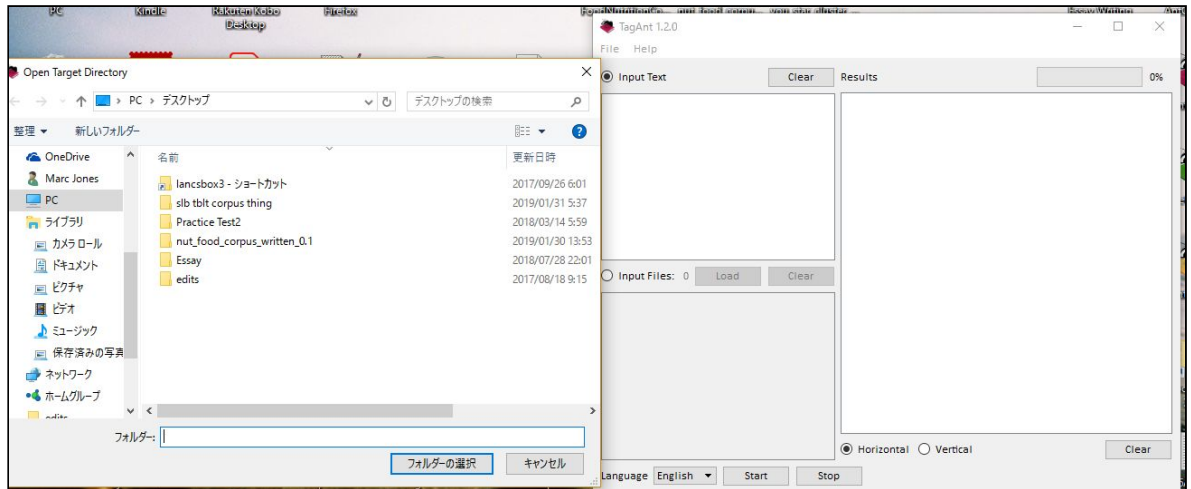 PC
Kindle
Rakuten Kobo
Desktop
Firefox
Essay Writing
TagAnt 1.2.0
File Help
Open Target Directory
PC > デスクトップ
デスクトップの検索
整理
新しいフォルダー
OneDrive
Marc Jones
PC
ライブラリ
カメラ ロール
ドキュメント
ピクチャ
ビデオ
ミュージック
保存済みの写真
ネットワーク
ホームグループ
edits
名前 更新日時
lancsbox3 - ショートカット 2017/09/26 6:01
slb tblt corpus thing 2019/01/31 5:37
Practice Test2 2018/03/14 5:59
nut_food_corpus_written_0.1 2019/01/30 13:53
Essay 2018/07/28 22:01
edits 2017/08/18 9:15
フォルダー:
フォルダーの選択 キャンセル
Input Text Clear Results 0%
Input Files: 0 Load Clear
Horizontal Vertical Clear
Language English Start Stop